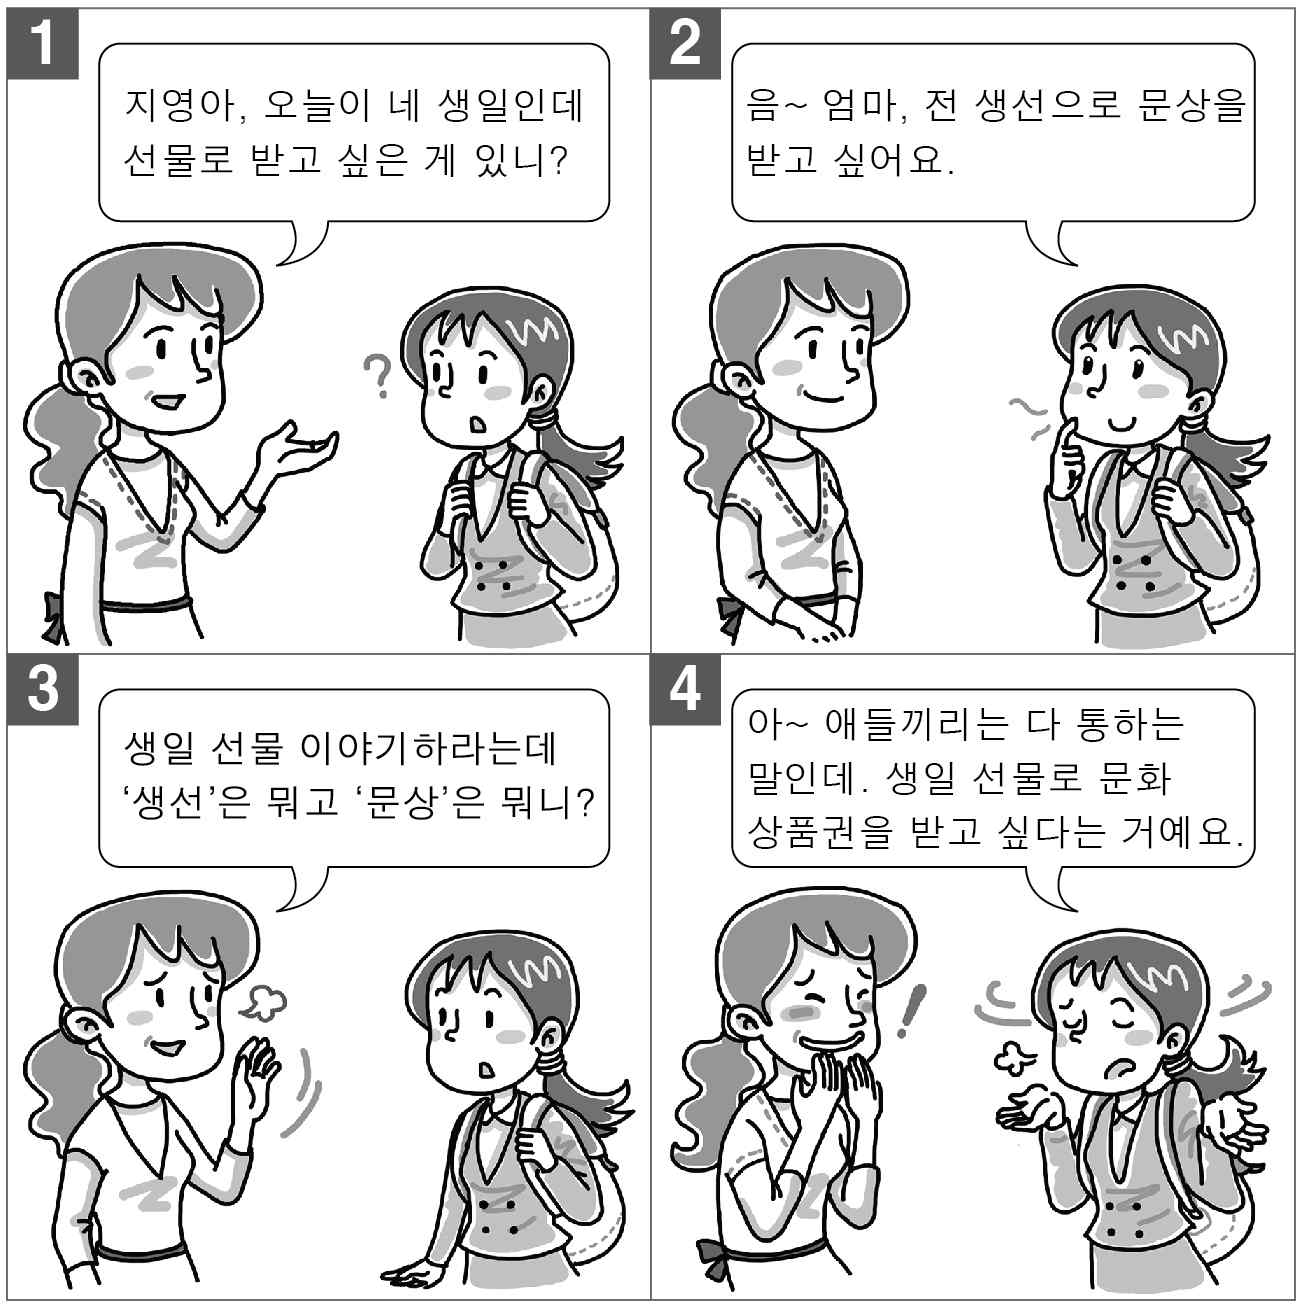 1
지영아, 오늘이 네 생일인데
선물로 받고 싶은 게 있니?
2
음~ 엄마, 전 생선으로 문상을
받고 싶어요.
3
생일 선물 이야기하라는데
‘생선’은 뭐고 ‘문상’은 뭐니?
4
아~ 애들끼리는 다 통하는
말인데. 생일 선물로 문화
상품권을 받고 싶다는 거예요.